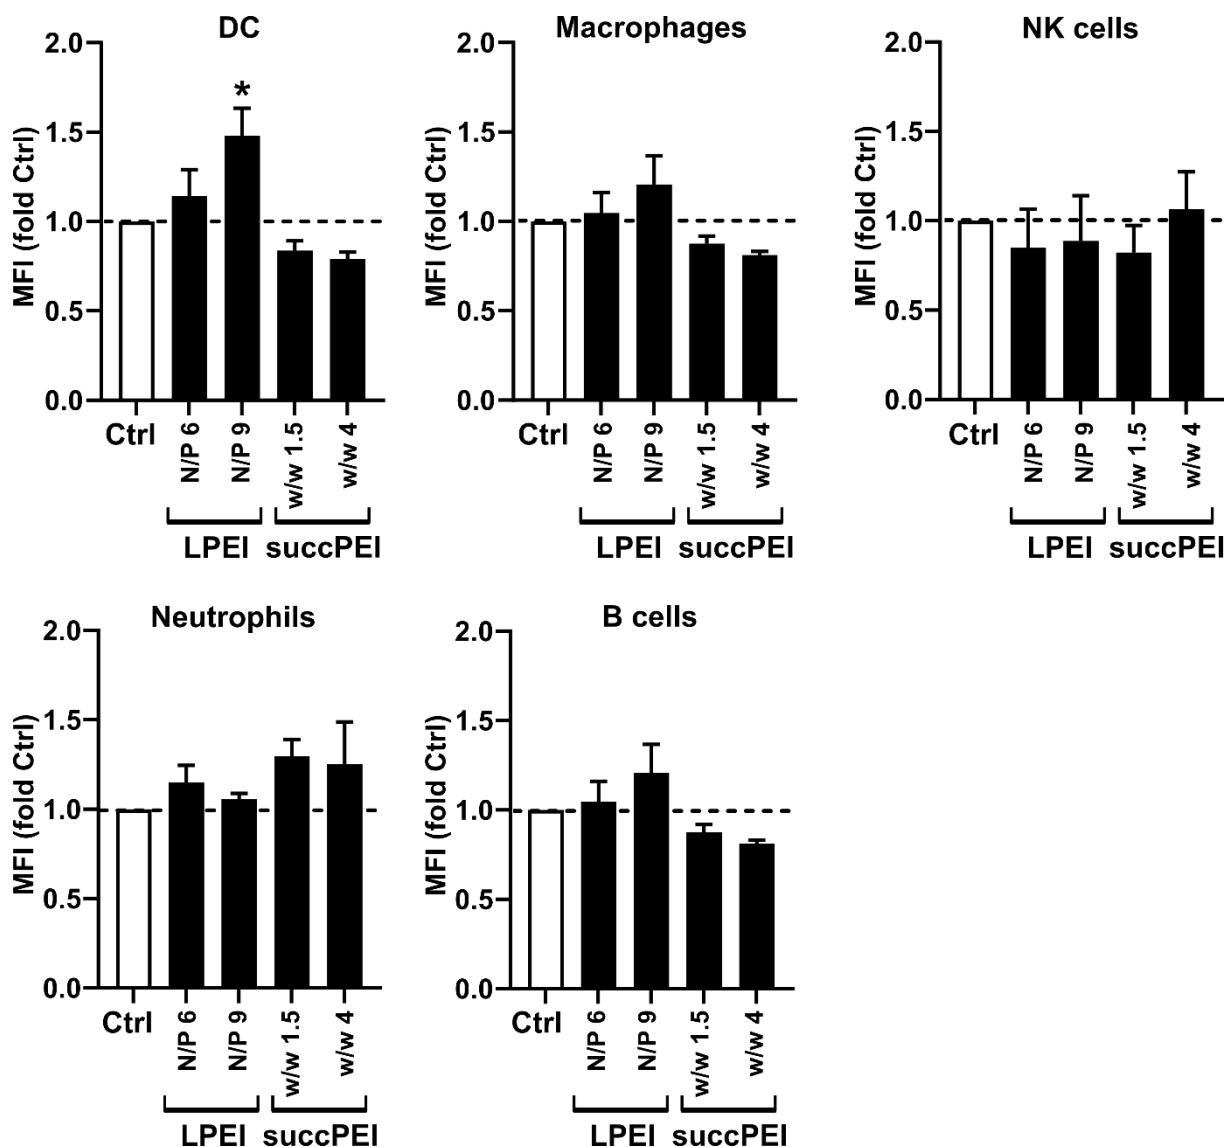 DC
MFI (fold Ctrl)
2.0
1.5
1.0
0.5
0.0
*
Ctrl
N/P 6
N/P 9
w/w 1.5
w/w 4
LPEI
succPEI
Macrophages
MFI (fold Ctrl)
2.0
1.5
1.0
0.5
0.0
Ctrl
N/P 6
N/P 9
w/w 1.5
w/w 4
LPEI
succPEI
NK cells
MFI (fold Ctrl)
2.0
1.5
1.0
0.5
0.0
Ctrl
N/P 6
N/P 9
w/w 1.5
w/w 4
LPEI
succPEI
Neutrophils
MFI (fold Ctrl)
2.0
1.5
1.0
0.5
0.0
Ctrl
N/P 6
N/P 9
w/w 1.5
w/w 4
LPEI
succPEI
B cells
MFI (fold Ctrl)
2.0
1.5
1.0
0.5
0.0
Ctrl
N/P 6
N/P 9
w/w 1.5
w/w 4
LPEI
succPEI